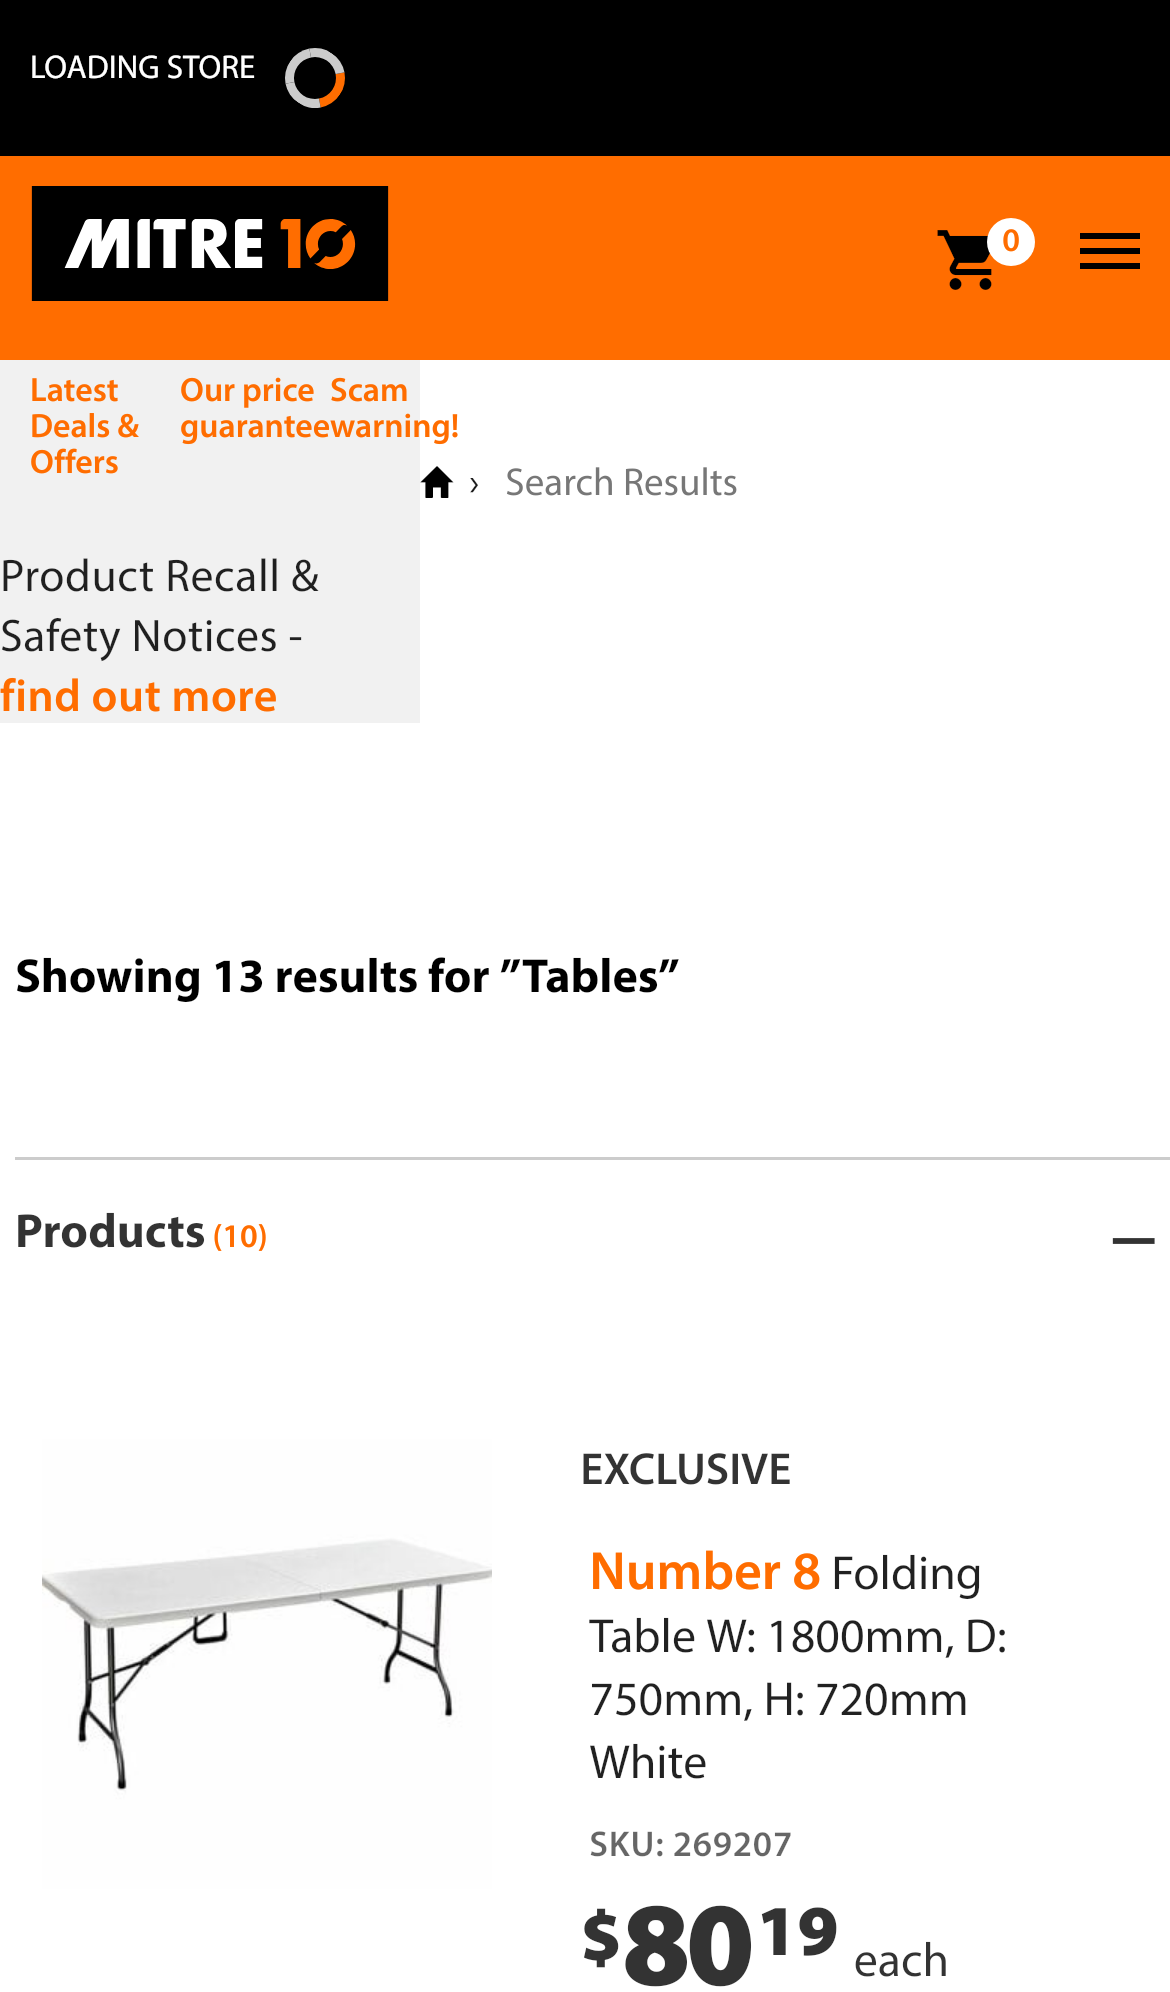 LOADING STORE
MITRE 10
0
Latest
Deals &
Offers
Our price
guarantee
Scam
warning!
› Search Results
Product Recall &
Safety Notices -
find out more
Showing 13 results for ”Tables”
Products (10)
EXCLUSIVE
Number 8 Folding
Table W: 1800mm, D:
750mm, H: 720mm
White
SKU: 269207
$80 19 each